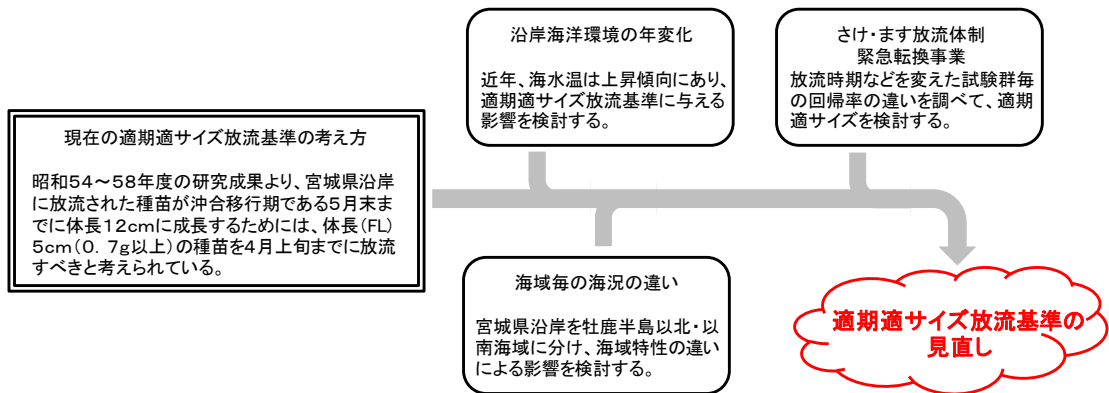 現在の適期適サイズ放流基準の考え方
昭和54～58年度の研究成果より、宮城県沿岸
に放流された種苗が沖合移行期である5月末ま
でに体長12cmに成長するためには、体長(FL)
5cm(0. 7g以上)の種苗を4月上旬までに放流
すべきと考えられている。
沿岸海洋環境の年変化
近年、海水温は上昇傾向にあり、
適期適サイズ放流基準に与える
影響を検討する。
さけ・ます放流体制
緊急転換事業
放流時期などを変えた試験群毎
の回帰率の違いを調べて、適期
適サイズを検討する。
海域毎の海況の違い
宮城県沿岸を牡鹿半島以北・以
南海域に分け、海域特性の違い
による影響を検討する。
適期適サイズ放流基準の
見直し